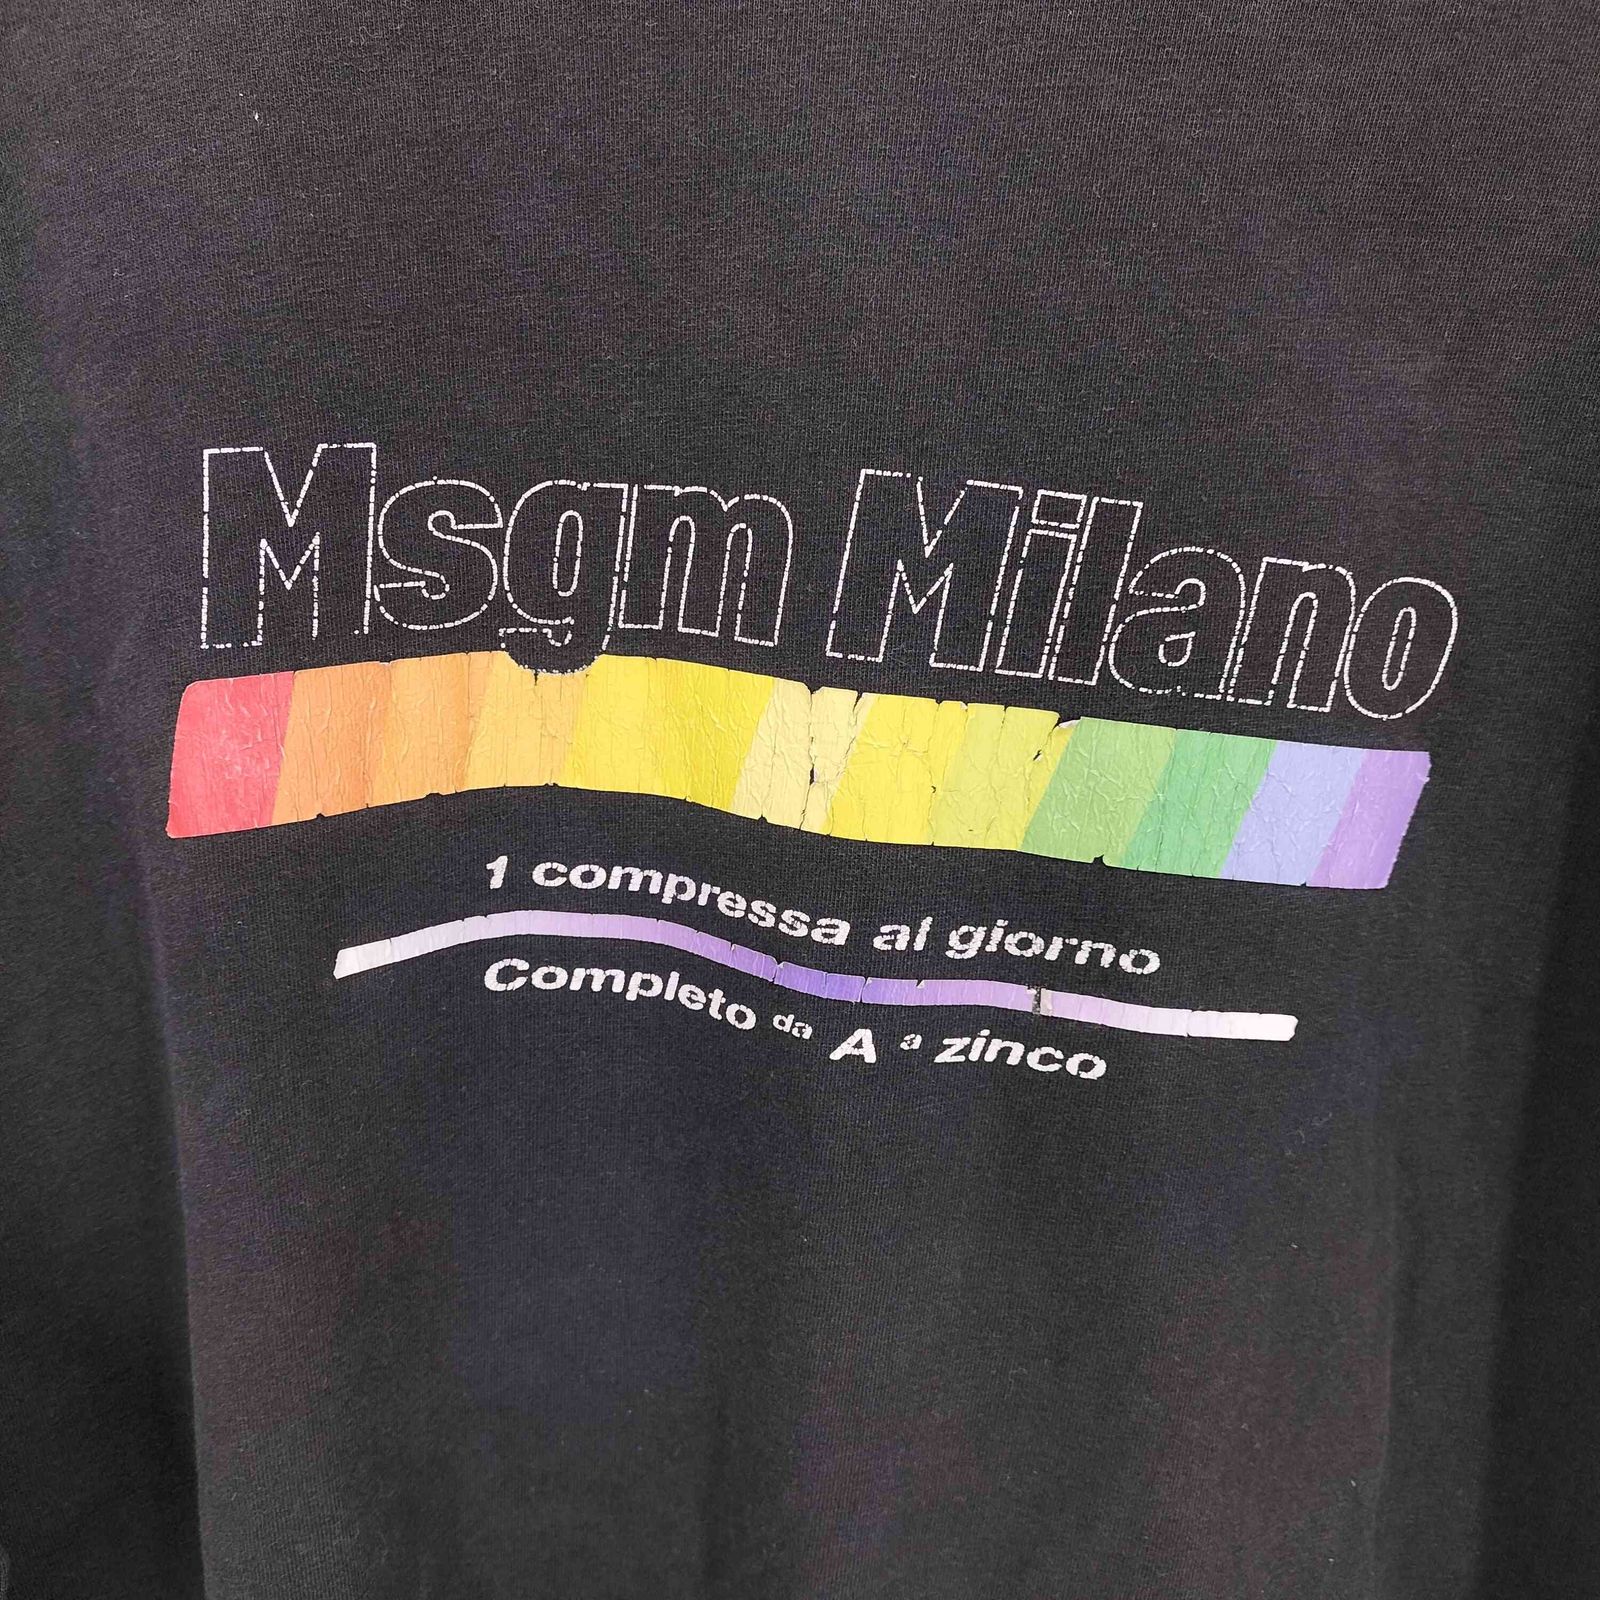 Msgm Milano
1 compressa al giorno
Completo da A a zinco